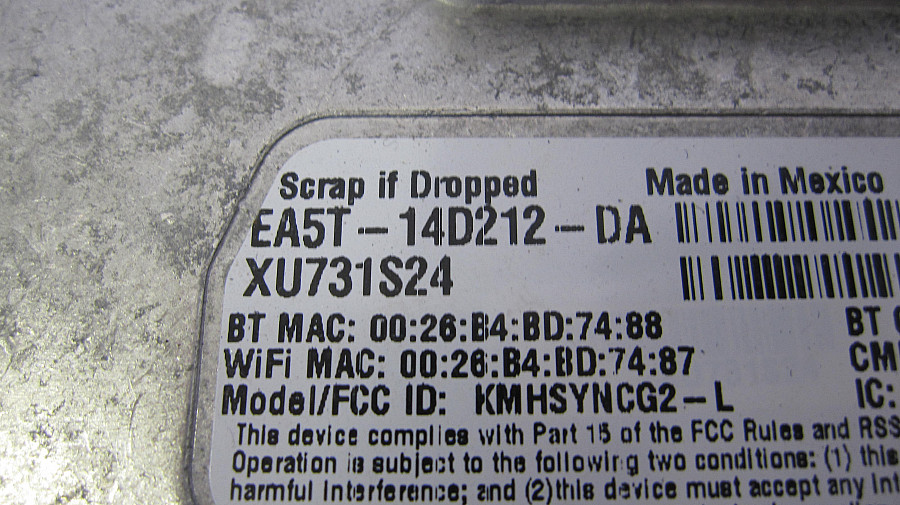 Scrap if Dropped Made in Mexico
EA5T-14D212-DA
XU731S24
BT MAC: 00:26:B4:BD:74:88 BT
WiFi MAC: 00:26:B4:BD:74:87
Model/FCC ID: KMHSYNCG2-L IC:
This device complies with Part 15 of the FCC Rules and RSS
Operation is subject to the following two conditions: (1) this
harmful interference; and (2)this device must accept any